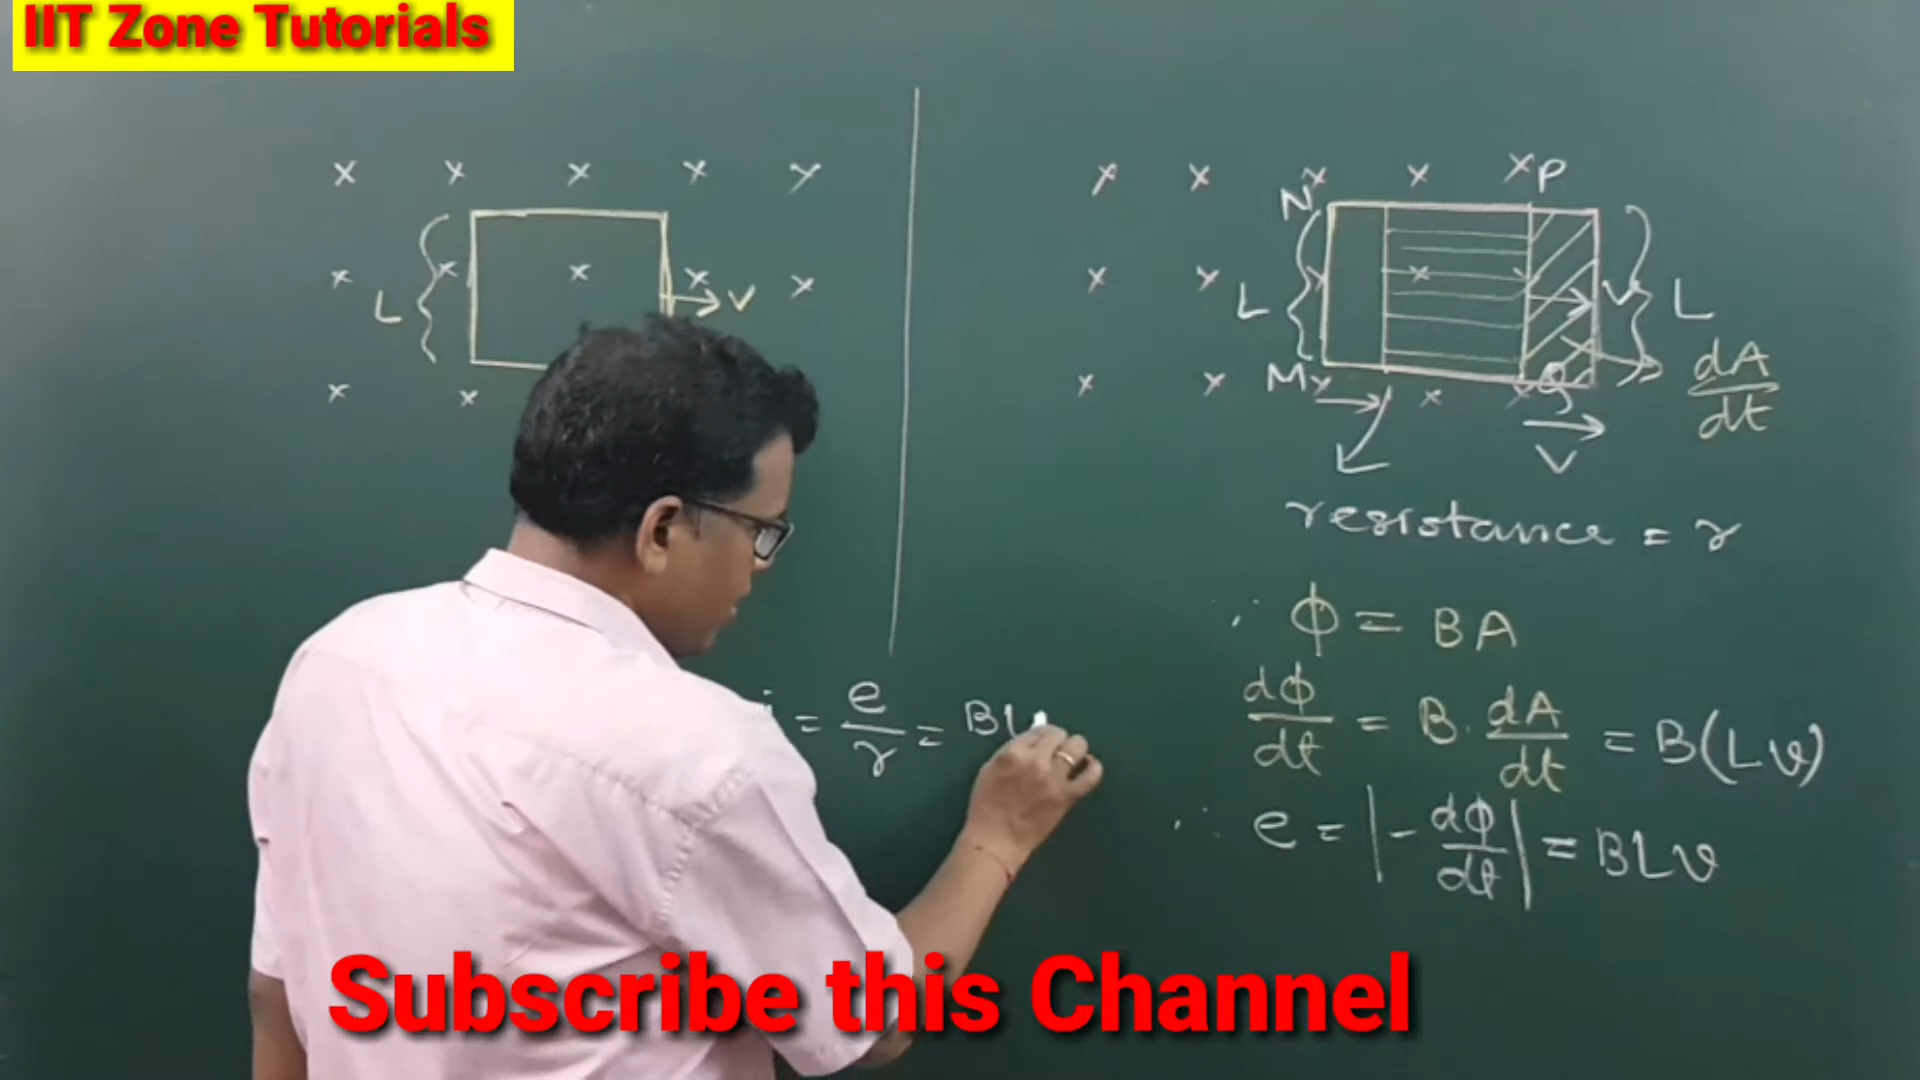 IIT Zone Tutorials
x x x x x
L { x x x x x → V
x x
x x x x x P
N
L { x x x x x → V } L
M x x x x x Q
→ V
dA/dt
resistance = r
∵ ϕ = BA
dϕ/dt = B. dA/dt = B(Lv)
i = e/r = BL
∴ e = |- dϕ/dt| = BLv
Subscribe this Channel